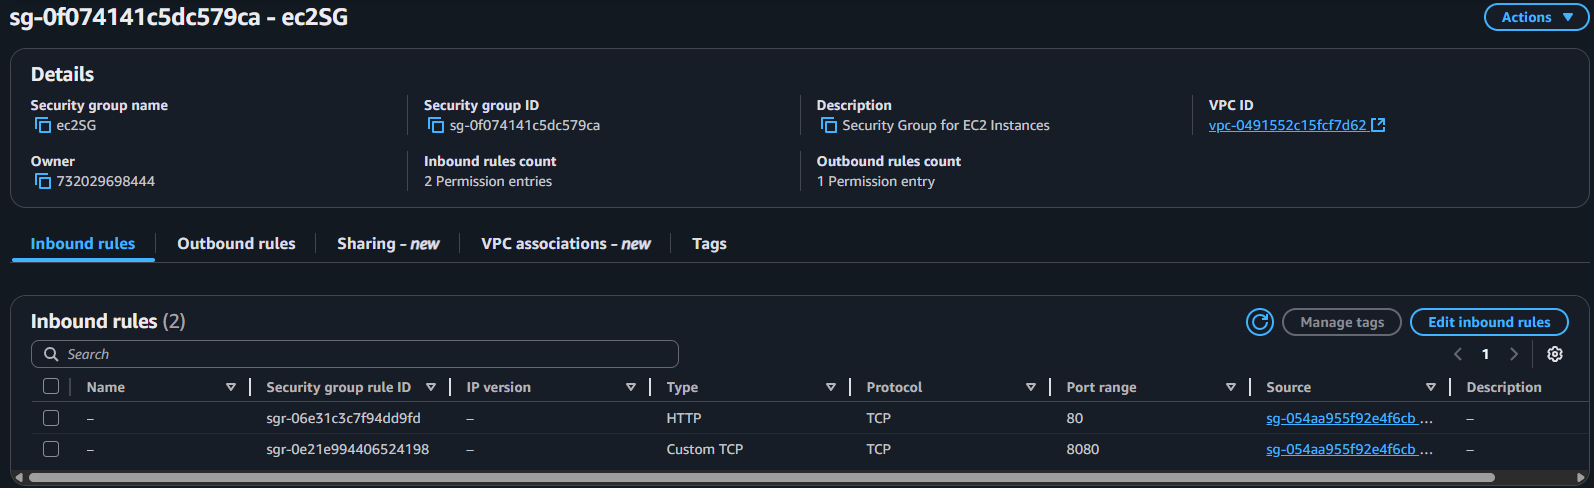 sg-0f074141c5dc579ca - ec2SG
Actions
Details
Security group name
ec2SG
Security group ID
sg-0f074141c5dc579ca
Description
Security Group for EC2 Instances
VPC ID
vpc-0491552c15fcf7d62
Owner
732029698444
Inbound rules count
2 Permission entries
Outbound rules count
1 Permission entry
Inbound rules
Outbound rules
Sharing - new
VPC associations - new
Tags
Inbound rules (2)
Manage tags
Edit inbound rules
Search
1
Name Security group rule ID IP version Type Protocol Port range Source Description
– sgr-06e31c3c7f94dd9fd – HTTP TCP 80 sg-054aa955f92e4f6cb ... –
– sgr-0e21e994406524198 – Custom TCP TCP 8080 sg-054aa955f92e4f6cb ... –